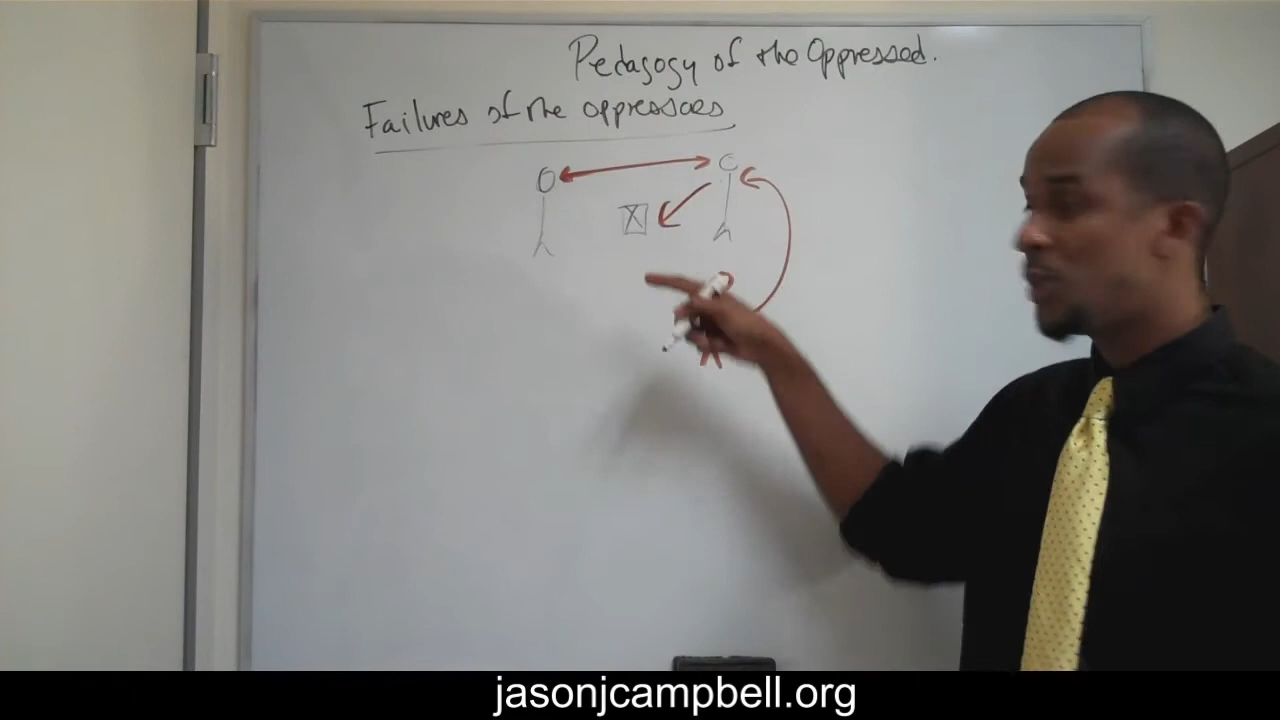 Pedagogy of the Oppressed.
Failures of the oppressors
X
jasonjcampbell.org